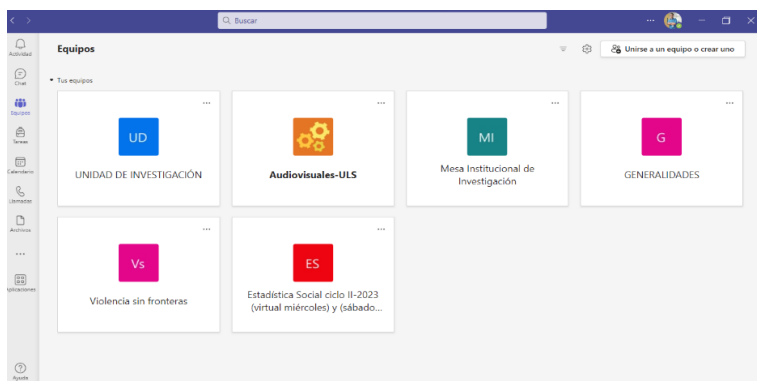 Buscar
Actividad
Chat
Equipos
Tareas
Calendario
Llamadas
Archivos
Aplicaciones
Ayuda
Equipos
Unirse a un equipo o crear uno
Tus equipos
UD
UNIDAD DE INVESTIGACIÓN
Audiovisuales-ULS
MI
Mesa Institucional de
Investigación
G
GENERALIDADES
Vs
Violencia sin fronteras
ES
Estadística Social ciclo II-2023
(virtual miércoles) y (sábado...